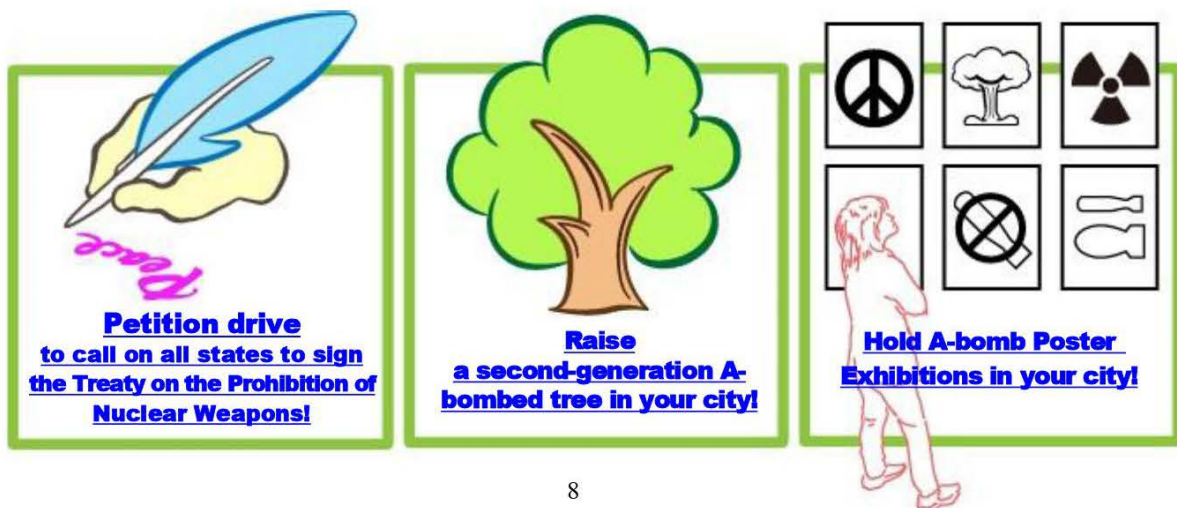 Peace
Petition drive
to call on all states to sign
the Treaty on the Prohibition of
Nuclear Weapons!
Raise
a second-generation A-
bombed tree in your city!
Hold A-bomb Poster
Exhibitions in your city!
8